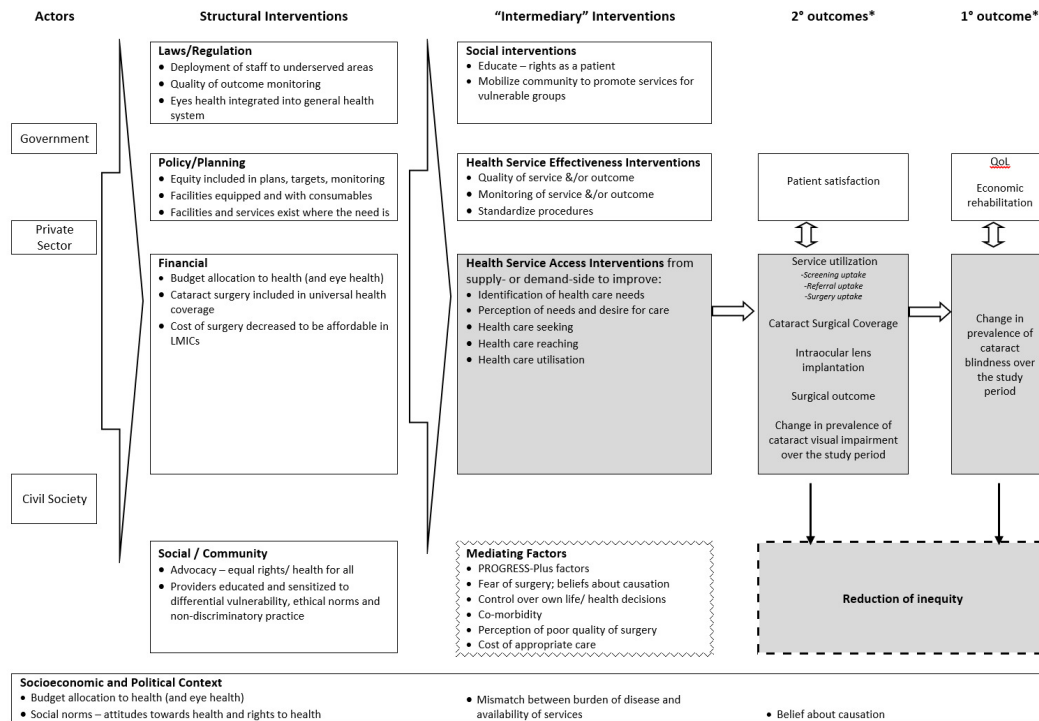 Actors
Structural Interventions
“Intermediary” Interventions
2° outcomes*
1° outcome*
Government
Private
Sector
Civil Society
Laws/Regulation
• Deployment of staff to underserved areas
• Quality of outcome monitoring
• Eyes health integrated into general health
system
Policy/Planning
• Equity included in plans, targets, monitoring
• Facilities equipped and with consumables
• Facilities and services exist where the need is
Financial
• Budget allocation to health (and eye health)
• Cataract surgery included in universal health
coverage
• Cost of surgery decreased to be affordable in
LMICs
Social / Community
• Advocacy – equal rights/ health for all
• Providers educated and sensitized to
differential vulnerability, ethical norms and
non-discriminatory practice
Social interventions
• Educate – rights as a patient
• Mobilize community to promote services for
vulnerable groups
Health Service Effectiveness Interventions
• Quality of service &/or outcome
• Monitoring of service &/or outcome
• Standardize procedures
Health Service Access Interventions from
supply- or demand-side to improve:
• Identification of health care needs
• Perception of needs and desire for care
• Health care seeking
• Health care reaching
• Health care utilisation
Mediating Factors
• PROGRESS-Plus factors
• Fear of surgery; beliefs about causation
• Control over own life/ health decisions
• Co-morbidity
• Perception of poor quality of surgery
• Cost of appropriate care
Patient satisfaction
Service utilization
-Screening uptake
-Referral uptake
-Surgery uptake
Cataract Surgical Coverage
Intraocular lens
implantation
Surgical outcome
Change in prevalence of
cataract visual impairment
over the study period
QoL
Economic
rehabilitation
Change in
prevalence of
cataract
blindness over
the study
period
Reduction of inequity
Socioeconomic and Political Context
• Budget allocation to health (and eye health)
• Social norms – attitudes towards health and rights to health
• Mismatch between burden of disease and
availability of services
• Belief about causation